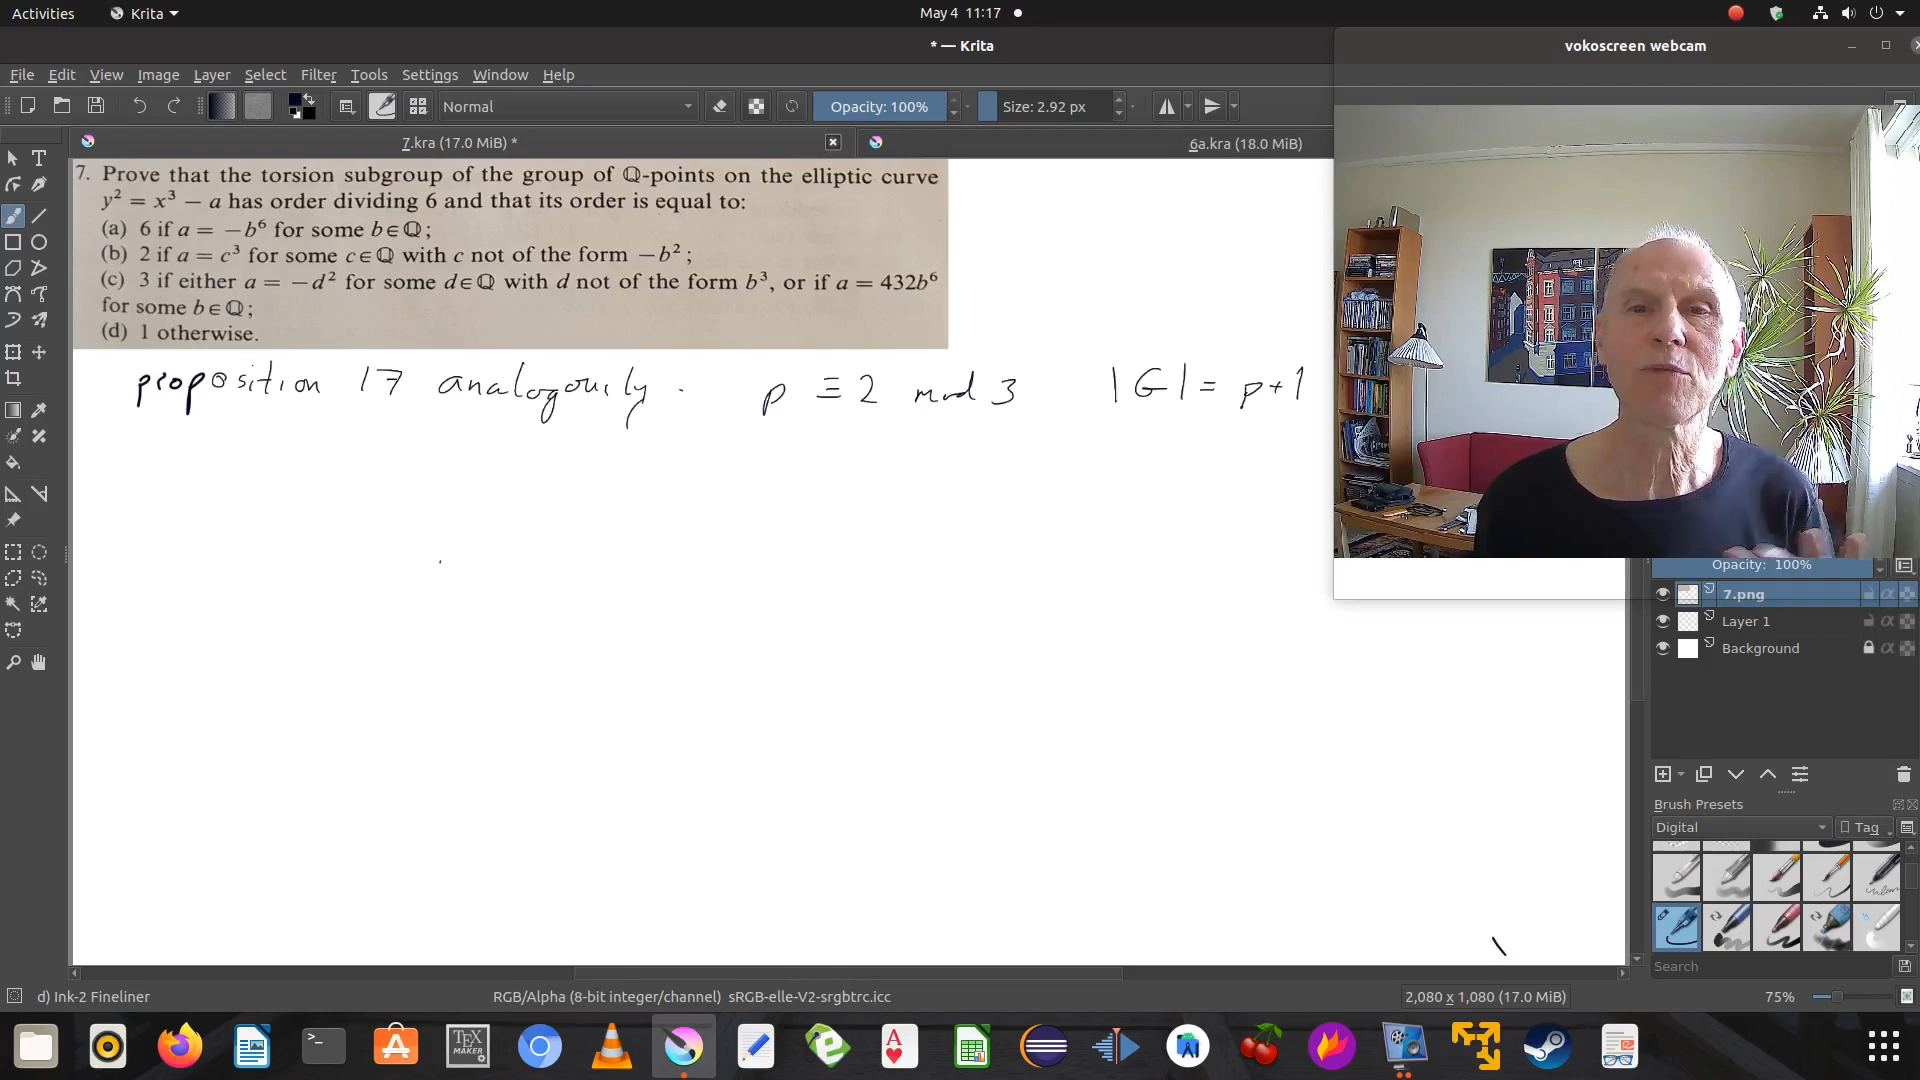 Activities Krita May 4 11:17
* — Krita
vokoscreen webcam
File Edit View Image Layer Select Filter Tools Settings Window Help
Normal Opacity: 100% Size: 2.92 px
7.kra (17.0 MiB) * 6a.kra (18.0 MiB)
7. Prove that the torsion subgroup of the group of ℚ-points on the elliptic curve
y² = x³ − a has order dividing 6 and that its order is equal to:
(a) 6 if a = −b⁶ for some b∈ℚ;
(b) 2 if a = c³ for some c∈ℚ with c not of the form −b²;
(c) 3 if either a = −d² for some d∈ℚ with d not of the form b³, or if a = 432b⁶
for some b∈ℚ;
(d) 1 otherwise.
proposition 17 analogously. p ≡ 2 mod 3 |G| = p+1
Opacity: 100%
7.png
Layer 1
Background
Brush Presets
Digital Tag
Search
d) Ink-2 Fineliner RGB/Alpha (8-bit integer/channel) sRGB-elle-V2-srgbtrc.icc 2,080 x 1,080 (17.0 MiB) 75%
TEX
MAKER
A